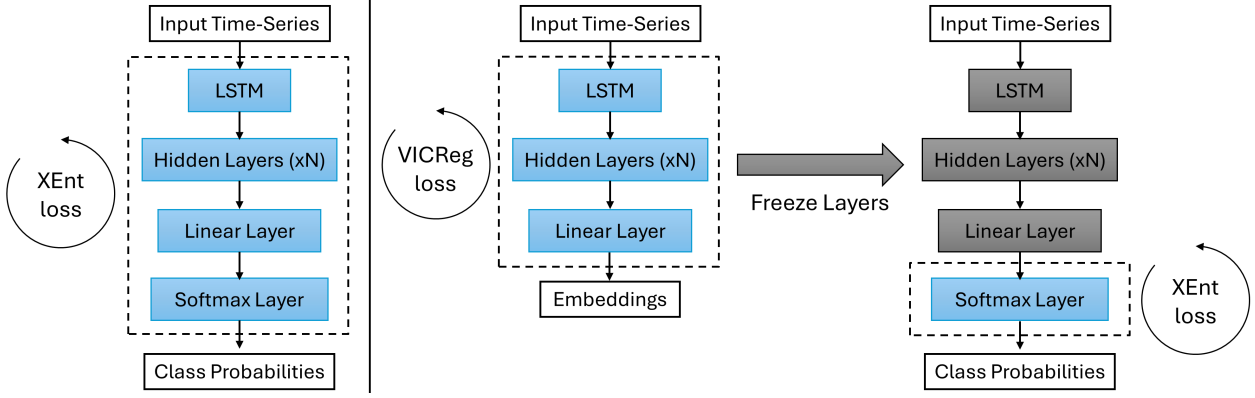 Input Time-Series
LSTM
Hidden Layers (xN)
Linear Layer
Softmax Layer
Class Probabilities
XEnt
loss
Input Time-Series
LSTM
Hidden Layers (xN)
Linear Layer
Embeddings
VICReg
loss
Freeze Layers
Input Time-Series
LSTM
Hidden Layers (xN)
Linear Layer
Softmax Layer
Class Probabilities
XEnt
loss